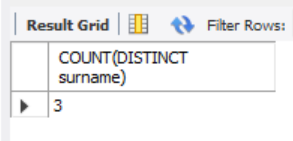 Result Grid Filter Rows:
COUNT(DISTINCT
surname)
3